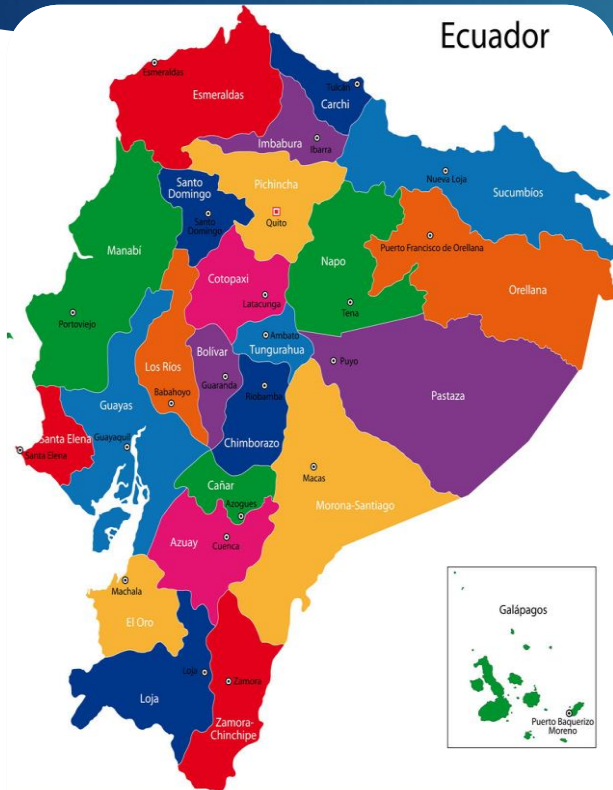 Ecuador
Esmeraldas
Esmeraldas
Tulcán
Carchi
Imbabura
Ibarra
Nueva Loja
Sucumbíos
Santo
Domingo
Santo
Domingo
Pichincha
Quito
Manabí
Portoviejo
Cotopaxi
Latacunga
Napo
Tena
Puerto Francisco de Orellana
Orellana
Los Ríos
Babahoyo
Bolívar
Guaranda
Ambato
Tungurahua
Puyo
Pastaza
Guayas
Guayaquil
Riobamba
Chimborazo
Santa Elena
Santa Elena
Macas
Morona-Santiago
Cañar
Azogues
Azuay
Cuenca
Machala
El Oro
Loja
Loja
Zamora
Zamora-
Chinchipe
Galápagos
Puerto Baquerizo
Moreno